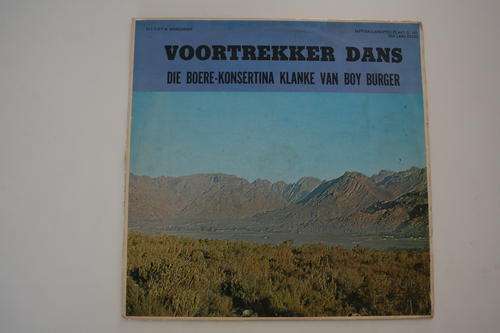 VOORTREKKER DANS
DIE BOERE-KONSERTINA KLANKE VAN BOY BURGER